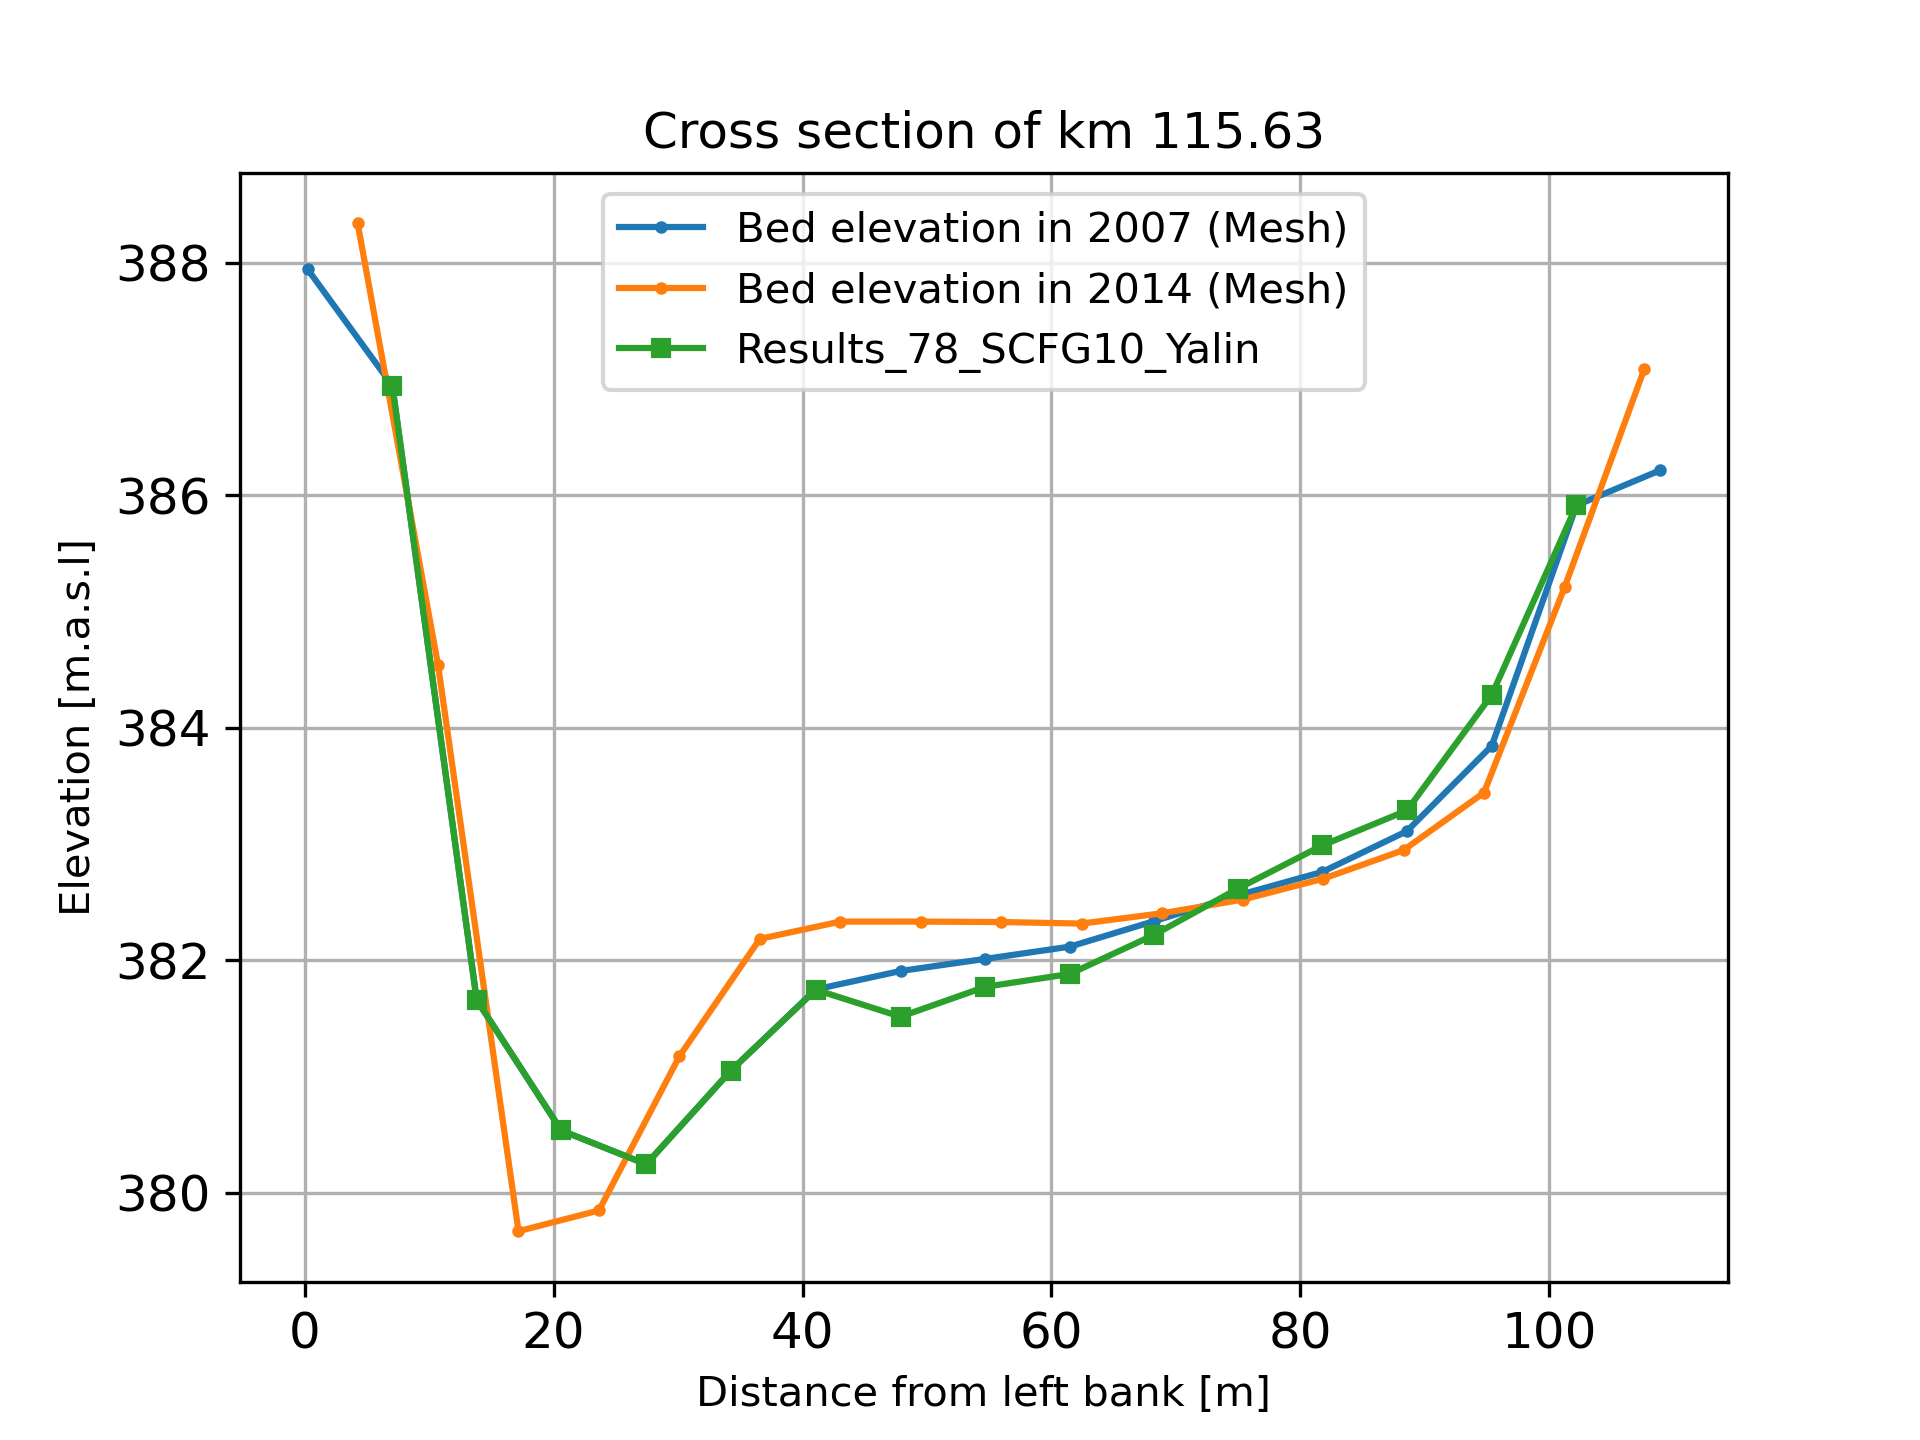 Cross section of km 115.63
Bed elevation in 2007 (Mesh)
Bed elevation in 2014 (Mesh)
Results_78_SCFG10_Yalin
388
386
384
382
380
Elevation [m.a.s.l]
0 20 40 60 80 100
Distance from left bank [m]